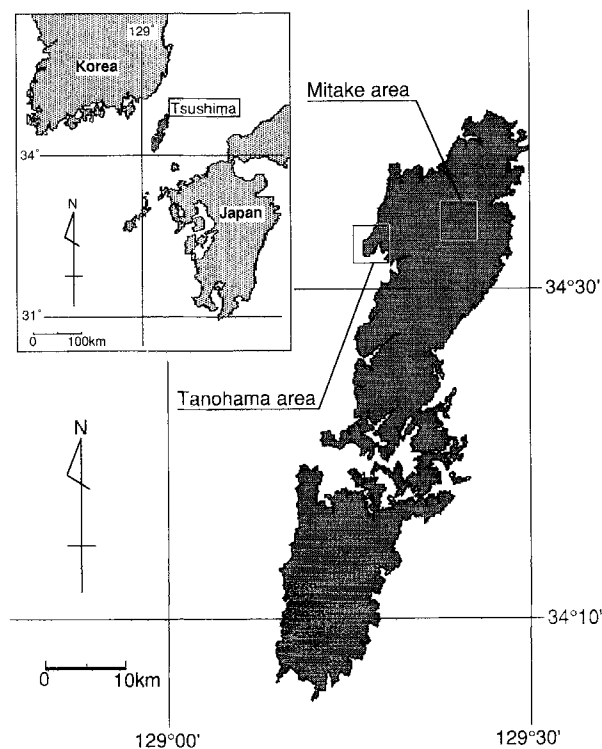 129°
Korea
Tsushima
34°
N
Japan
31°
0 100km
Mitake area
34°30'
Tanohama area
N
34°10'
0 10km
129°00'
129°30'